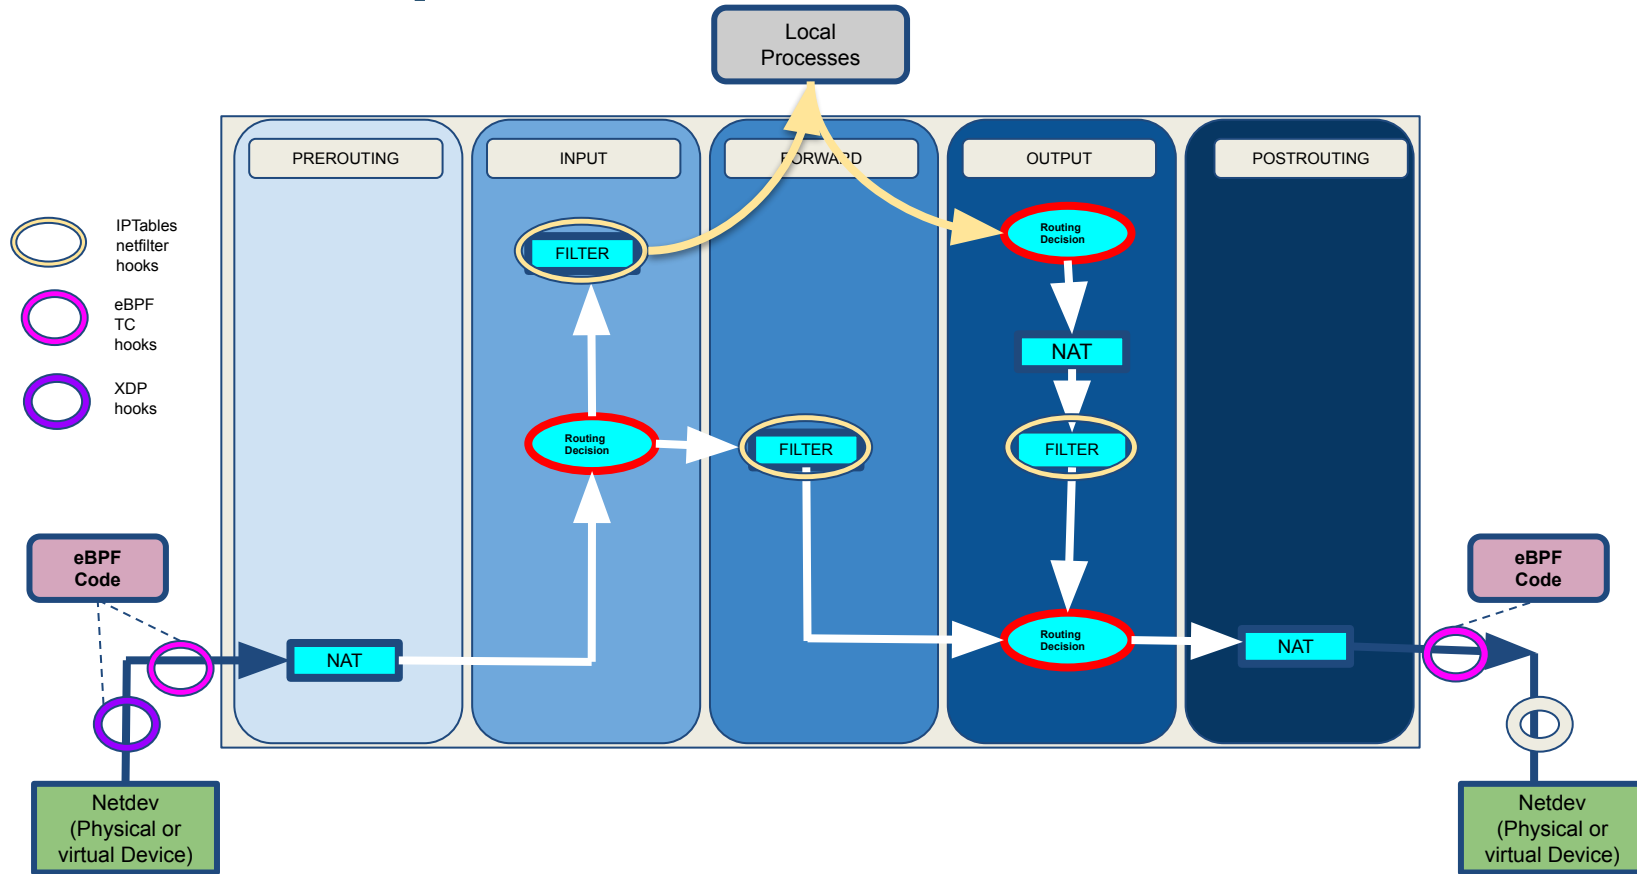 Local
Processes
PREROUTING
INPUT
FORWARD
OUTPUT
POSTROUTING
IPTables
netfilter
hooks
eBPF
TC
hooks
XDP
hooks
FILTER
Routing
Decision
NAT
Routing
Decision
FILTER
FILTER
eBPF
Code
eBPF
Code
NAT
Routing
Decision
NAT
Netdev
(Physical or
virtual Device)
Netdev
(Physical or
virtual Device)